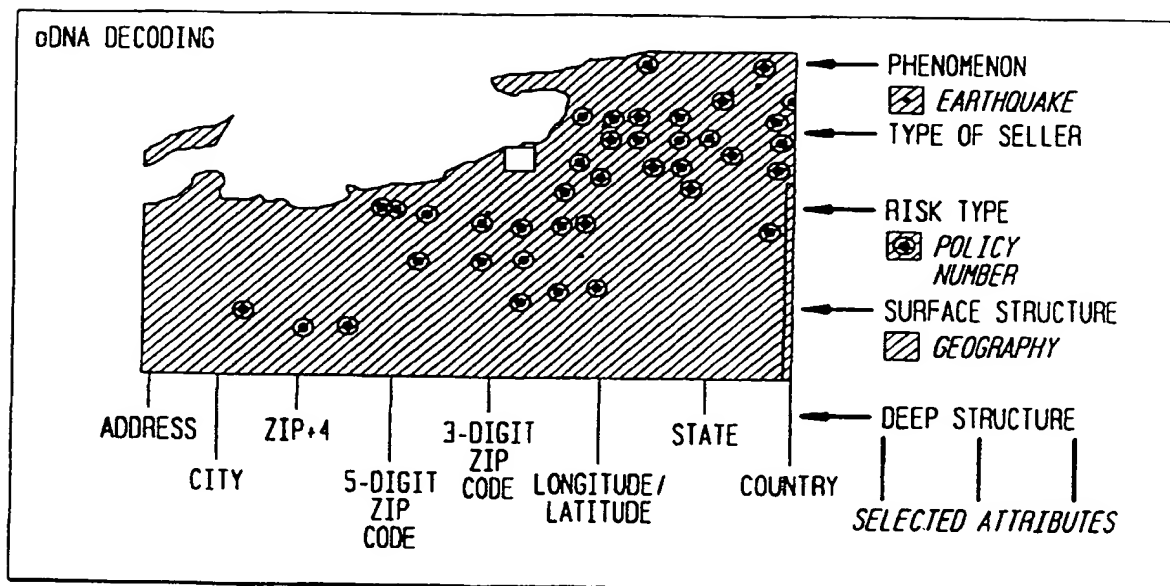 oDNA DECODING
PHENOMENON
EARTHQUAKE
TYPE OF SELLER
RISK TYPE
POLICY
NUMBER
SURFACE STRUCTURE
GEOGRAPHY
DEEP STRUCTURE
SELECTED ATTRIBUTES
ADDRESS
CITY
ZIP+4
5-DIGIT
ZIP
CODE
3-DIGIT
ZIP
CODE
LONGITUDE/
LATITUDE
STATE
COUNTRY